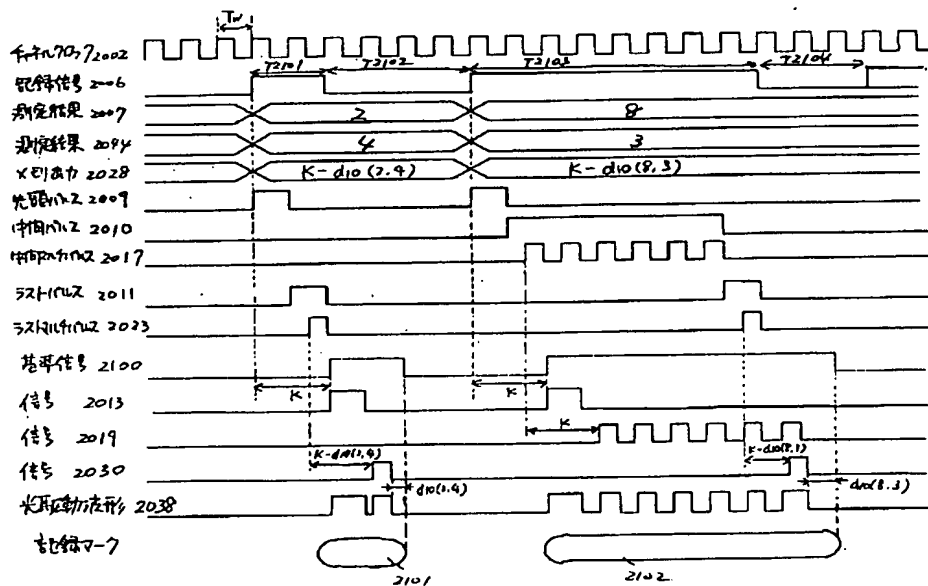 Tw
チャネルクロック2002
T2101 T2102 T2103 T2104
記録信号 2006
測定結果 2007 2 8
測定結果 2094 4 3
メモリ出力 2028 K-d10(2.4) K-d10(8.3)
先頭パルス 2009
中間パルス 2010
中間マルチパルス 2017
ラストパルス 2011
ラストマルチパルス 2023
基準信号 2100
K K
信号 2013
K
信号 2019
K-d10(2,4) K-d10(8,3)
信号 2030
d10(2.4) d10(8.3)
光駆動波形 2038
記録マーク
2101 2102